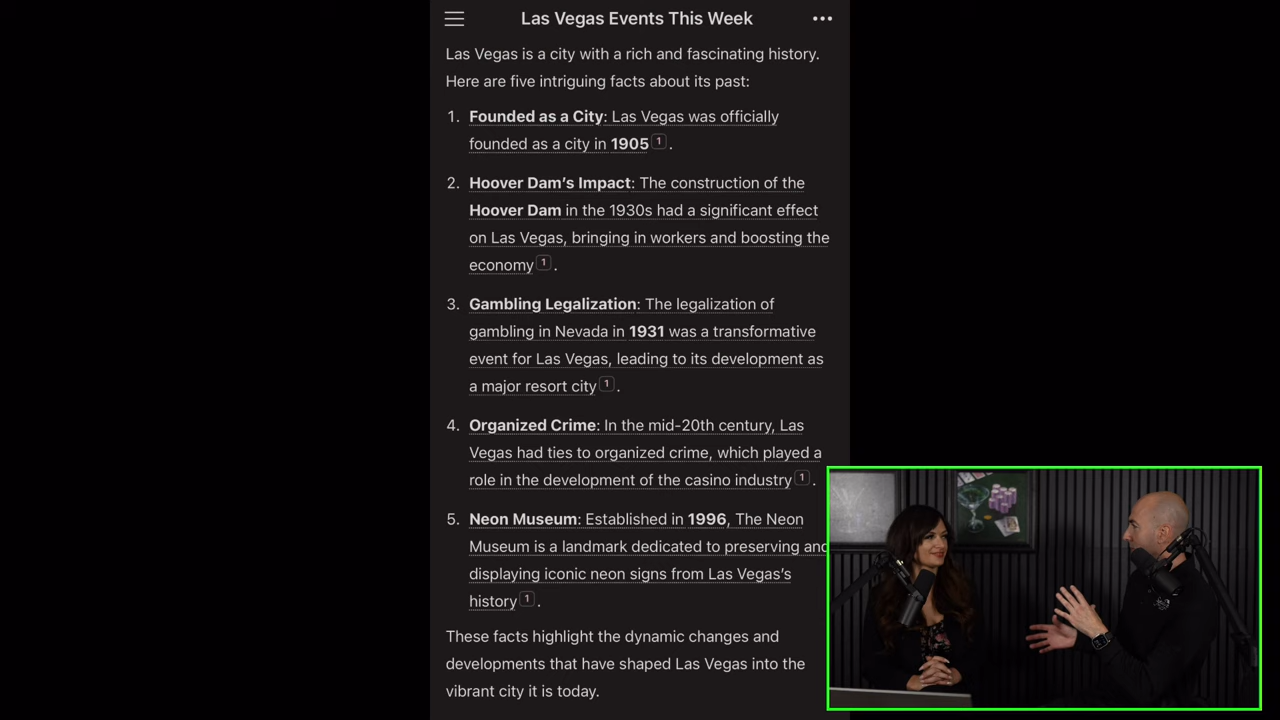 Las Vegas Events This Week
Las Vegas is a city with a rich and fascinating history.
Here are five intriguing facts about its past:
1. Founded as a City: Las Vegas was officially
founded as a city in 1905 1 .
2. Hoover Dam’s Impact: The construction of the
Hoover Dam in the 1930s had a significant effect
on Las Vegas, bringing in workers and boosting the
economy 1 .
3. Gambling Legalization: The legalization of
gambling in Nevada in 1931 was a transformative
event for Las Vegas, leading to its development as
a major resort city 1 .
4. Organized Crime: In the mid-20th century, Las
Vegas had ties to organized crime, which played a
role in the development of the casino industry 1 .
5. Neon Museum: Established in 1996, The Neon
Museum is a landmark dedicated to preserving and
displaying iconic neon signs from Las Vegas’s
history 1 .
These facts highlight the dynamic changes and
developments that have shaped Las Vegas into the
vibrant city it is today.